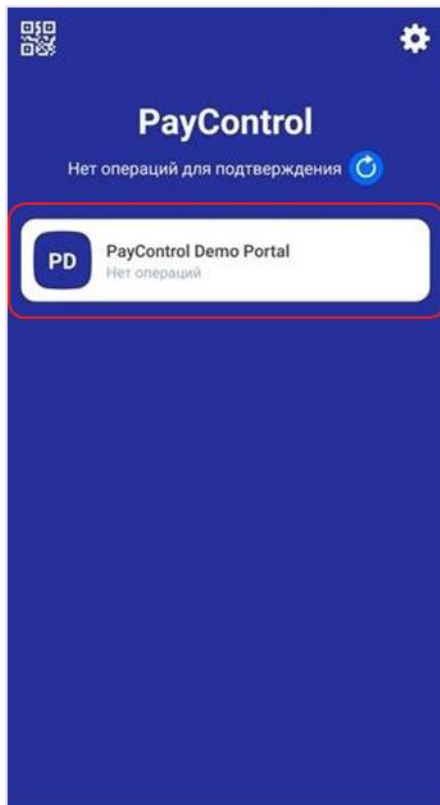 PayControl
Нет операций для подтверждения
PD
PayControl Demo Portal
Нет операций